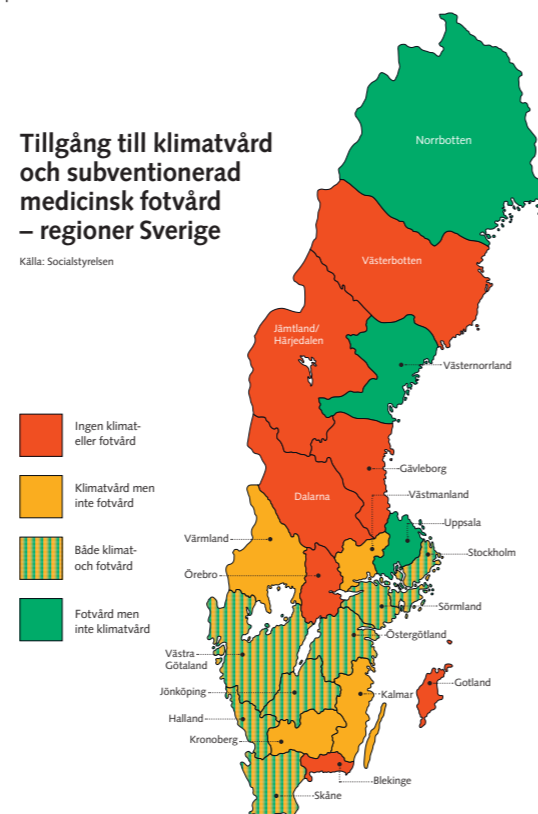 Tillgång till klimatvård
och subventionerad
medicinsk fotvård
– regioner Sverige
Källa: Socialstyrelsen
Ingen klimat-
eller fotvård
Klimatvård men
inte fotvård
Både klimat-
och fotvård
Fotvård men
inte klimatvård
Norrbotten
Västerbotten
Jämtland/
Härjedalen
Västernorrland
Gävleborg
Dalarna
Västmanland
Uppsala
Värmland
Stockholm
Örebro
Sörmland
Östergötland
Västra
Götaland
Gotland
Jönköping
Kalmar
Halland
Kronoberg
Blekinge
Skåne